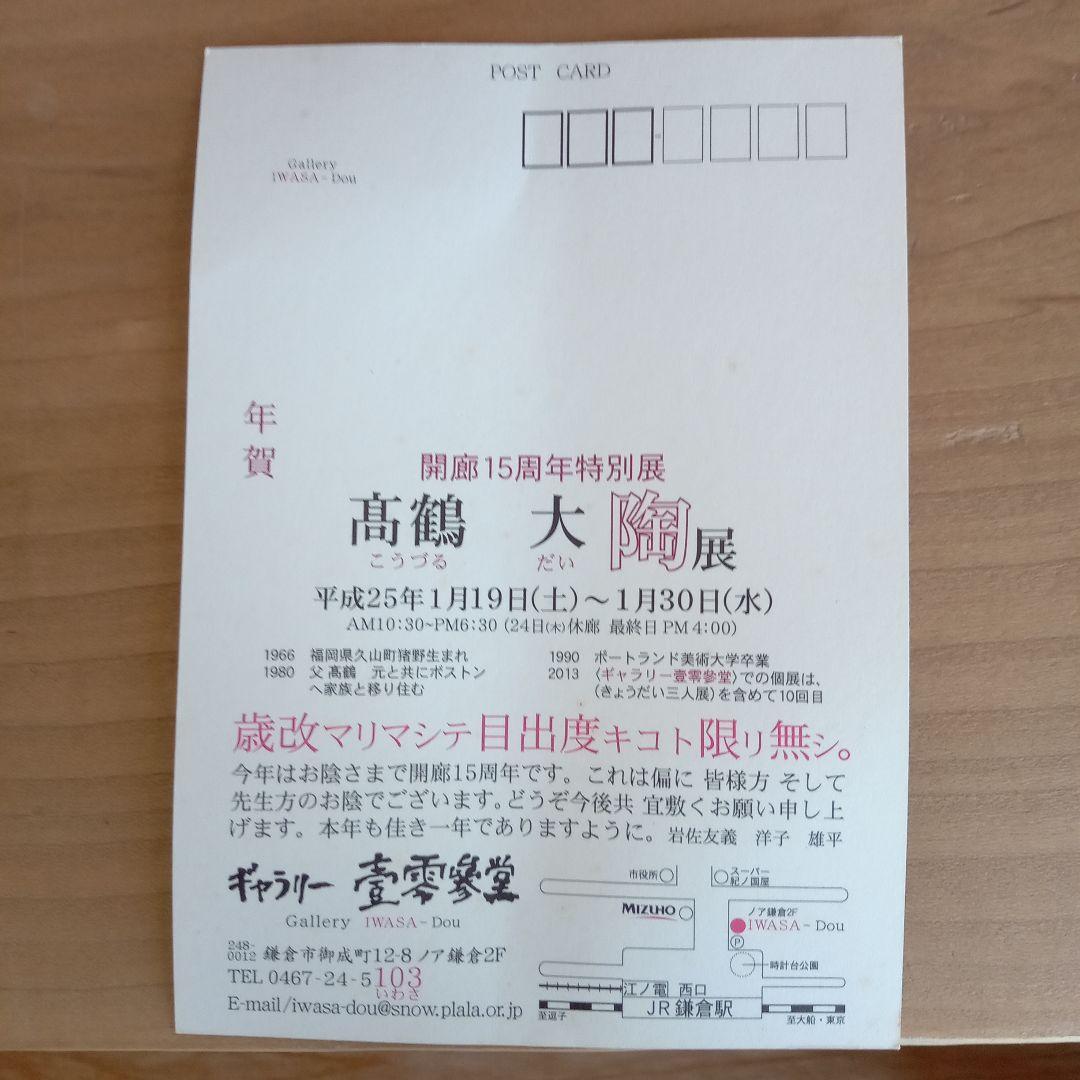 POST CARD
Gallery
IWASA-Dou
年賀
開廊15周年特別展
髙鶴 大 陶展
こうづる だい
平成25年1月19日(土)～1月30日(水)
AM10:30~PM6:30 (24日(木)休廊 最終日PM4:00)
1966 福岡県久山町猪野生まれ
1980 父 髙鶴 元と共にボストン
へ家族と移り住む
1990 ポートランド美術大学卒業
2013 〈ギャラリー壹零參堂〉での個展は、
（きょうだい三人展）を含めて10回目
歳改マリマシテ目出度キコト限リ無シ。
今年はお陰さまで開廊15周年です。これは偏に 皆様方 そして
先生方のお陰でございます。どうぞ今後共 宜敷くお願い申し上
げます。本年も佳き一年でありますように。岩佐友義 洋子 雄平
ギャラリー 壹零參堂
Gallery IWASA-Dou
248-0012 鎌倉市御成町12-8 ノア鎌倉2F
TEL 0467-24-5103
いわさ
E-mail/iwasa-dou@snow.plala.or.jp
市役所
スーパー
紀ノ国屋
MIZUHO
ノア鎌倉2F
IWASA-Dou
P
時計台公園
江ノ電 西口
JR鎌倉駅
至逗子
至大船・東京